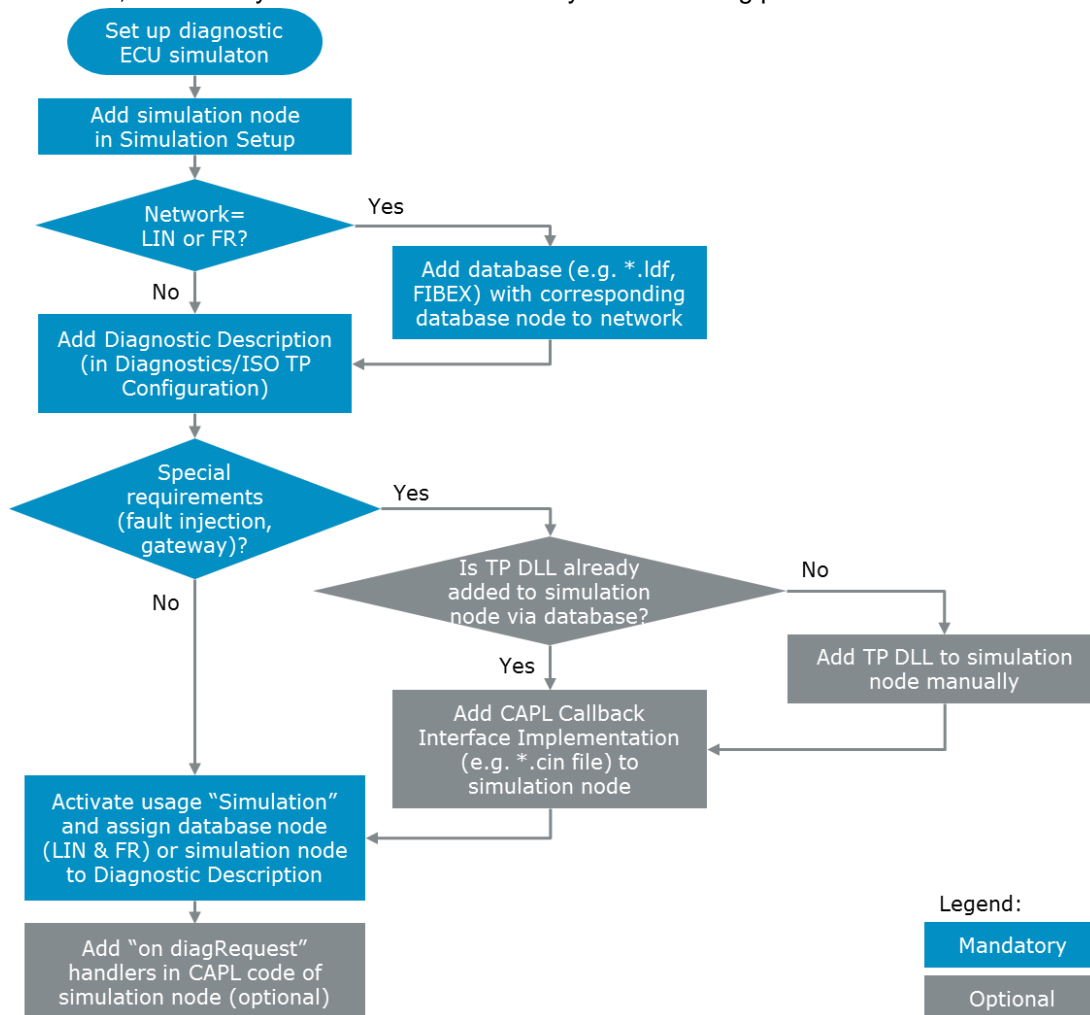 Set up diagnostic
ECU simulaton
Add simulation node
in Simulation Setup
Network=
LIN or FR?
Yes
Add database (e.g. *.ldf,
FIBEX) with corresponding
database node to network
No
Add Diagnostic Description
(in Diagnostics/ISO TP
Configuration)
Special
requirements
(fault injection,
gateway)?
Yes
Is TP DLL already
added to simulation
node via database?
No
No
Add TP DLL to simulation
node manually
Yes
Add CAPL Callback
Interface Implementation
(e.g. *.cin file) to
simulation node
Activate usage “Simulation”
and assign database node
(LIN & FR) or simulation node
to Diagnostic Description
Add “on diagRequest”
handlers in CAPL code of
simulation node (optional)
Legend:
Mandatory
Optional